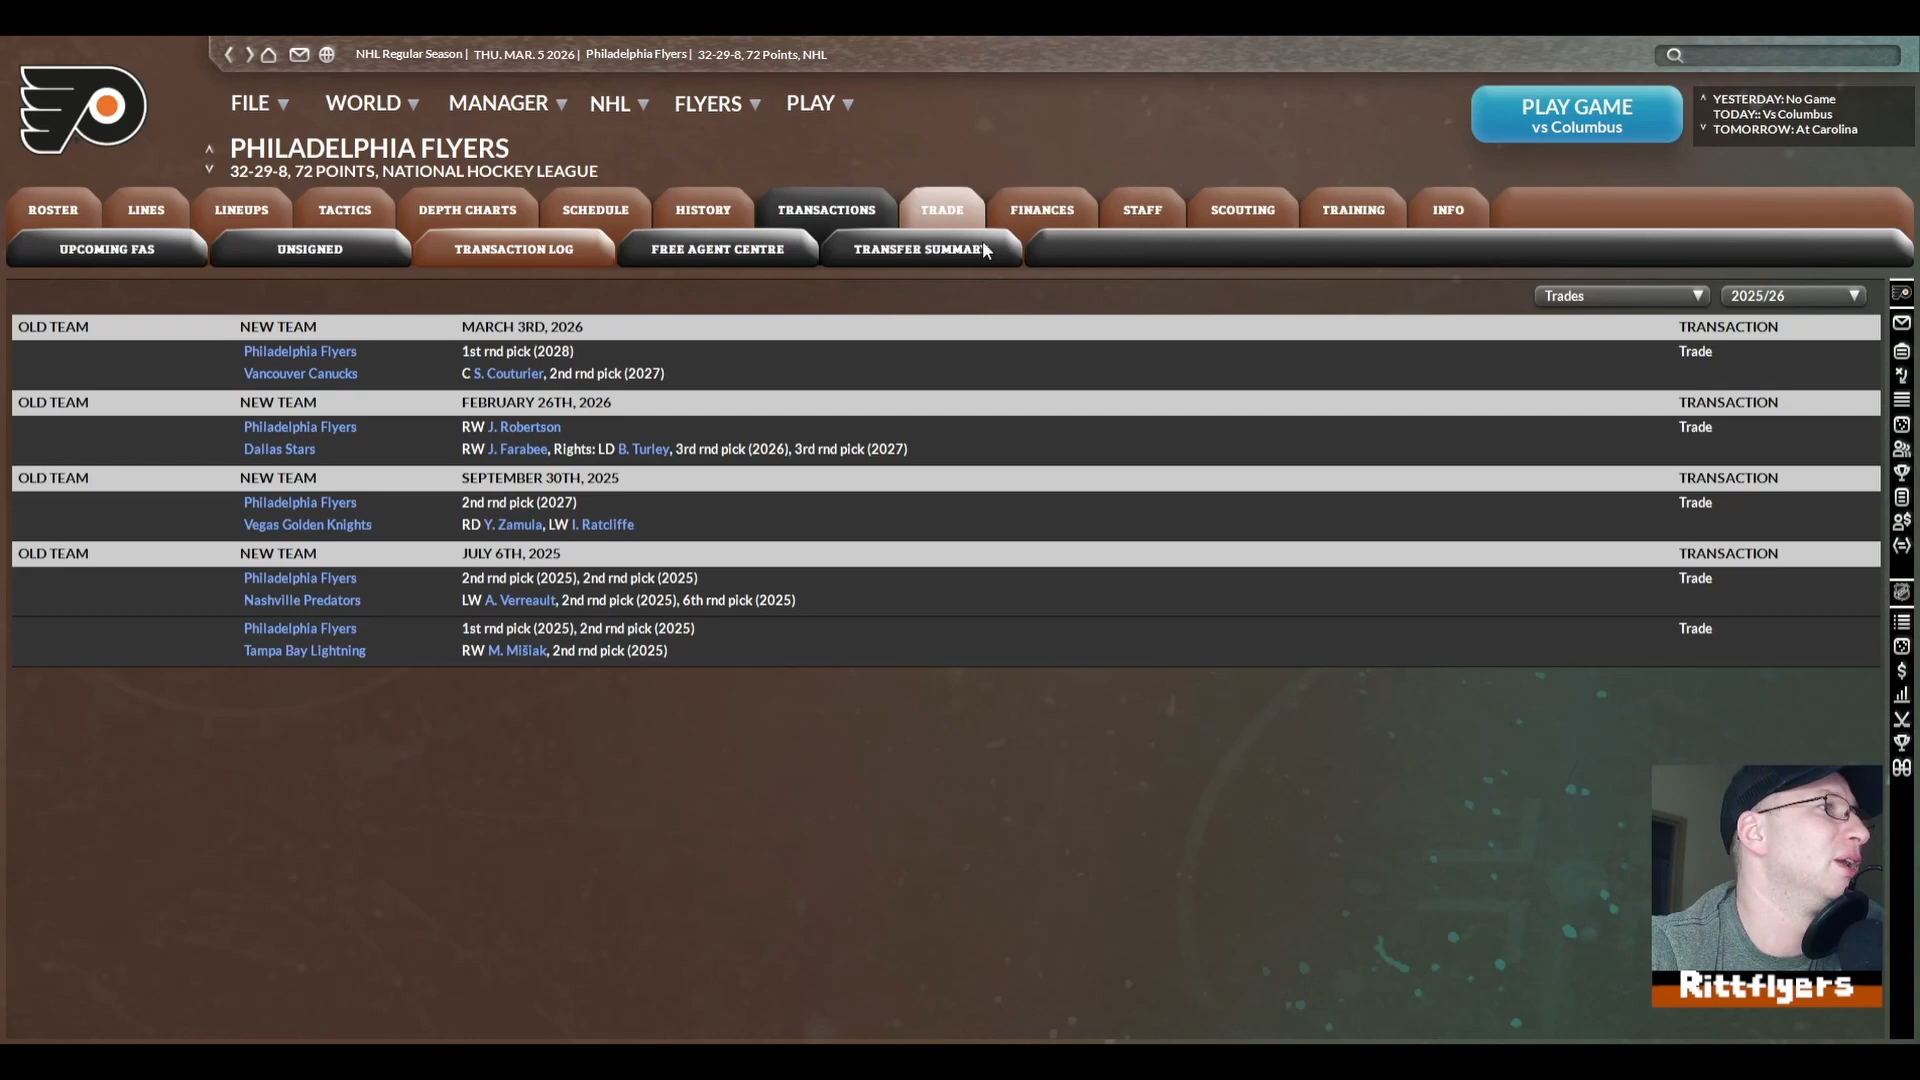 NHL Regular Season | THU. MAR. 5 2026 | Philadelphia Flyers | 32-29-8, 72 Points, NHL
FILE WORLD MANAGER NHL FLYERS PLAY
PLAY GAME
vs Columbus
YESTERDAY: No Game
TODAY:: Vs Columbus
TOMORROW: At Carolina
PHILADELPHIA FLYERS
32-29-8, 72 POINTS, NATIONAL HOCKEY LEAGUE
ROSTER LINES LINEUPS TACTICS DEPTH CHARTS SCHEDULE HISTORY TRANSACTIONS TRADE FINANCES STAFF SCOUTING TRAINING INFO
UPCOMING FAS UNSIGNED TRANSACTION LOG FREE AGENT CENTRE TRANSFER SUMMARY
Trades 2025/26
OLD TEAM NEW TEAM MARCH 3RD, 2026 TRANSACTION
Philadelphia Flyers 1st rnd pick (2028) Trade
Vancouver Canucks C S. Couturier, 2nd rnd pick (2027)
OLD TEAM NEW TEAM FEBRUARY 26TH, 2026 TRANSACTION
Philadelphia Flyers RW J. Robertson Trade
Dallas Stars RW J. Farabee, Rights: LD B. Turley, 3rd rnd pick (2026), 3rd rnd pick (2027)
OLD TEAM NEW TEAM SEPTEMBER 30TH, 2025 TRANSACTION
Philadelphia Flyers 2nd rnd pick (2027) Trade
Vegas Golden Knights RD Y. Zamula, LW I. Ratcliffe
OLD TEAM NEW TEAM JULY 6TH, 2025 TRANSACTION
Philadelphia Flyers 2nd rnd pick (2025), 2nd rnd pick (2025) Trade
Nashville Predators LW A. Verreault, 2nd rnd pick (2025), 6th rnd pick (2025)
Philadelphia Flyers 1st rnd pick (2025), 2nd rnd pick (2025) Trade
Tampa Bay Lightning RW M. Mišiak, 2nd rnd pick (2025)
Rittflyers